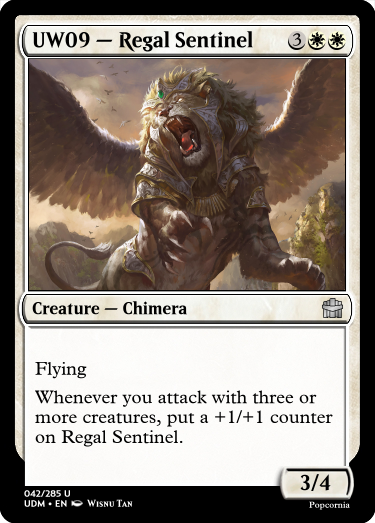 UW09 — Regal Sentinel 3
Creature — Chimera
Flying
Whenever you attack with three or
more creatures, put a +1/+1 counter
on Regal Sentinel.
3/4
042/285 U
UDM • EN Wisnu Tan
Popcornia